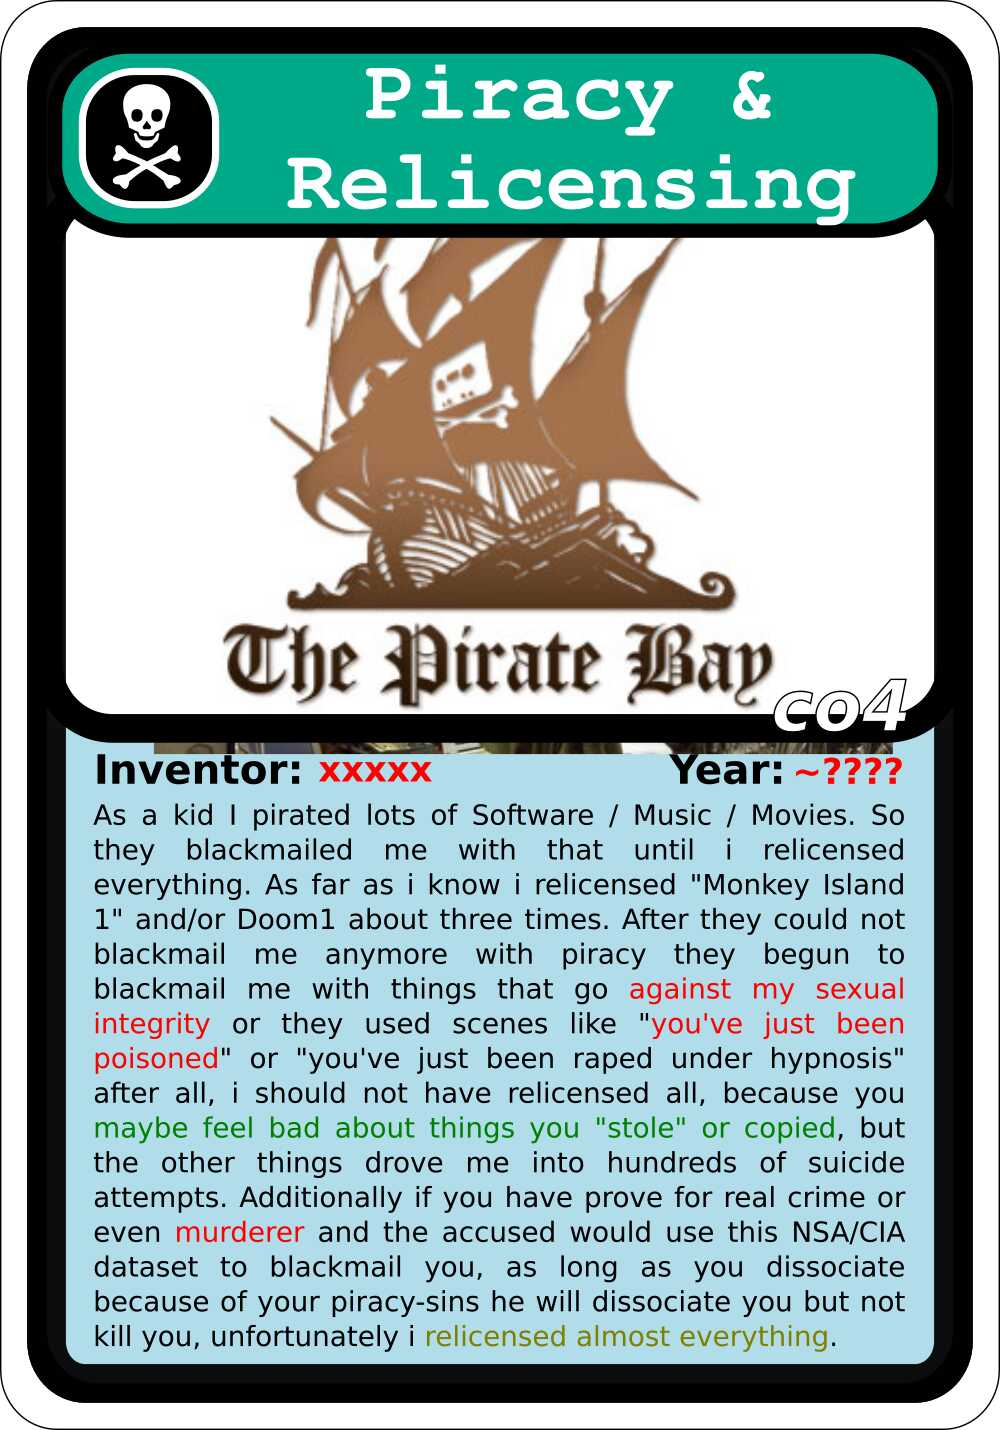 Piracy &
Relicensing
The Pirate Bay
co4
Inventor: xxxxx Year: ~????
As a kid I pirated lots of Software / Music / Movies. So
they blackmailed me with that until i relicensed
everything. As far as i know i relicensed "Monkey Island
1" and/or Doom1 about three times. After they could not
blackmail me anymore with piracy they begun to
blackmail me with things that go against my sexual
integrity or they used scenes like "you've just been
poisoned" or "you've just been raped under hypnosis"
after all, i should not have relicensed all, because you
maybe feel bad about things you "stole" or copied, but
the other things drove me into hundreds of suicide
attempts. Additionally if you have prove for real crime or
even murderer and the accused would use this NSA/CIA
dataset to blackmail you, as long as you dissociate
because of your piracy-sins he will dissociate you but not
kill you, unfortunately i relicensed almost everything.